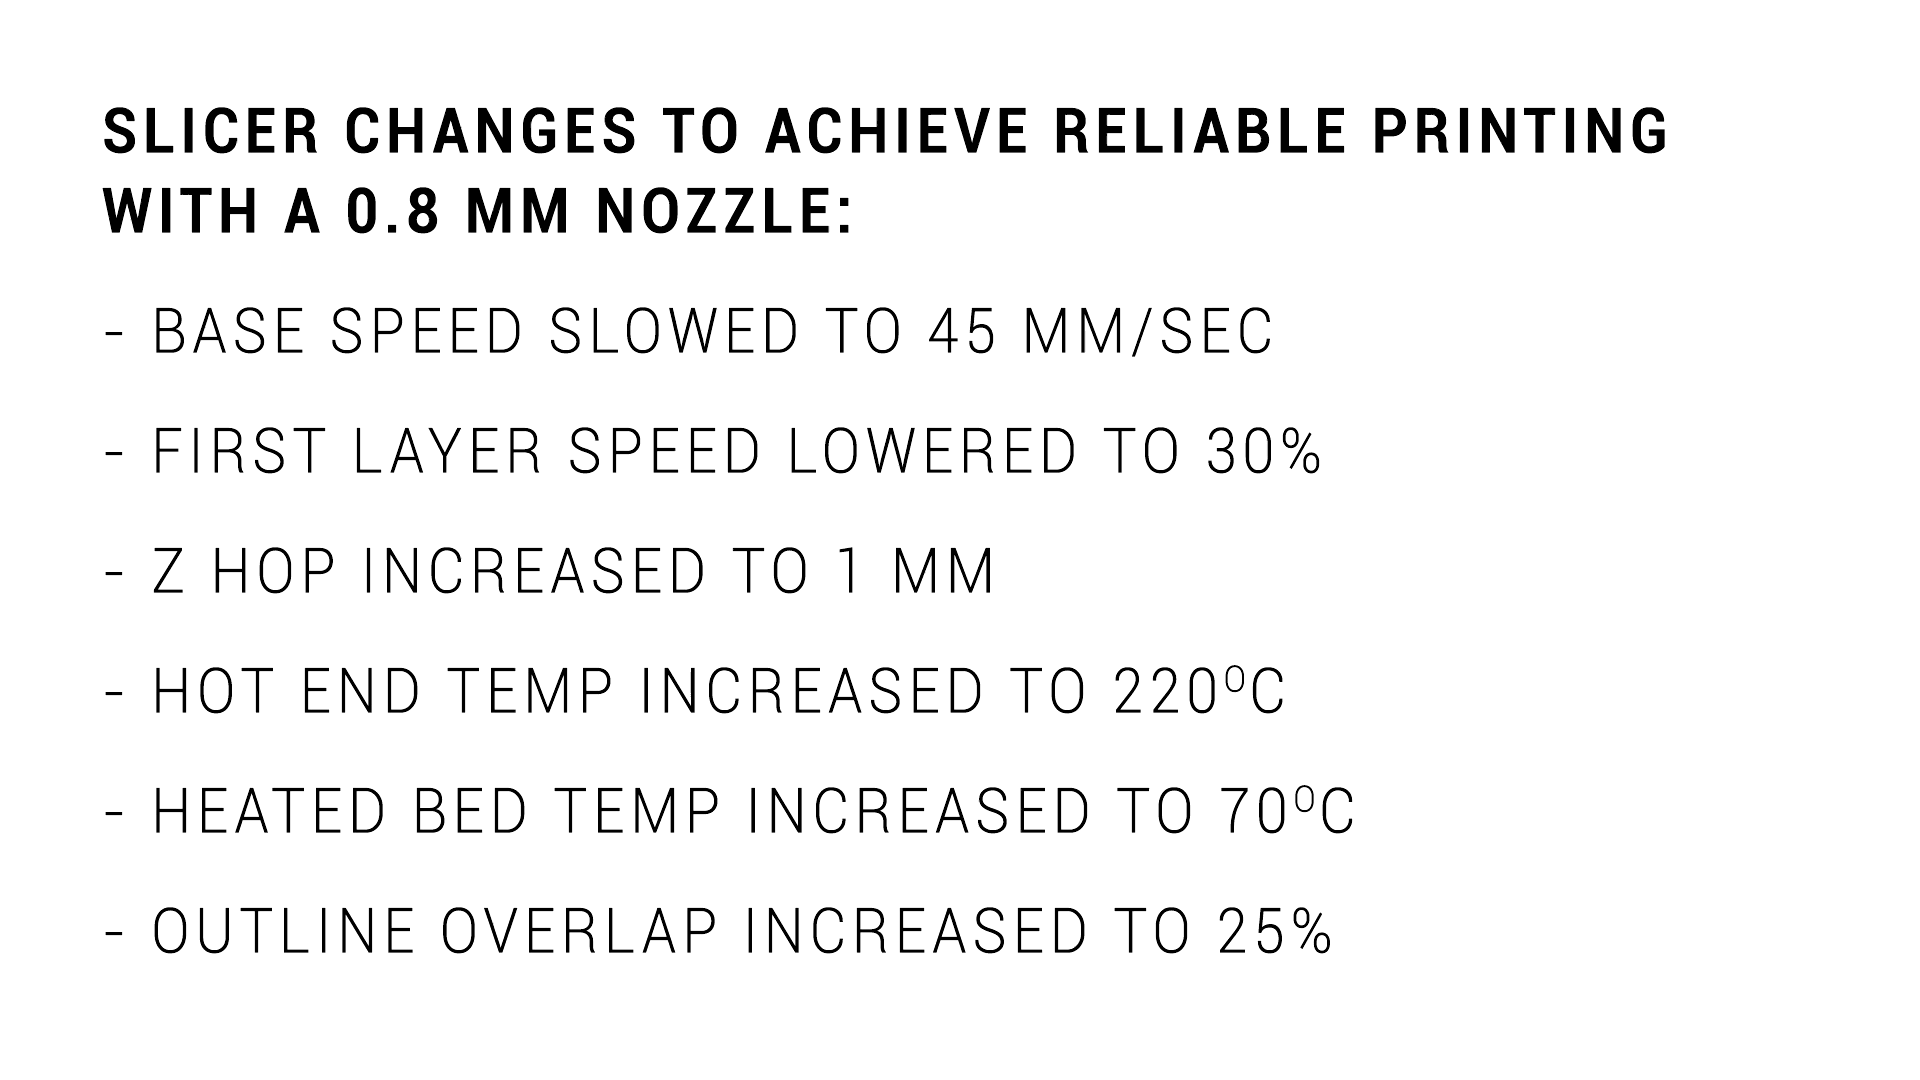 SLICER CHANGES TO ACHIEVE RELIABLE PRINTING
WITH A 0.8 MM NOZZLE:
- BASE SPEED SLOWED TO 45 MM/SEC
- FIRST LAYER SPEED LOWERED TO 30%
- Z HOP INCREASED TO 1 MM
- HOT END TEMP INCREASED TO 220ºC
- HEATED BED TEMP INCREASED TO 70ºC
- OUTLINE OVERLAP INCREASED TO 25%